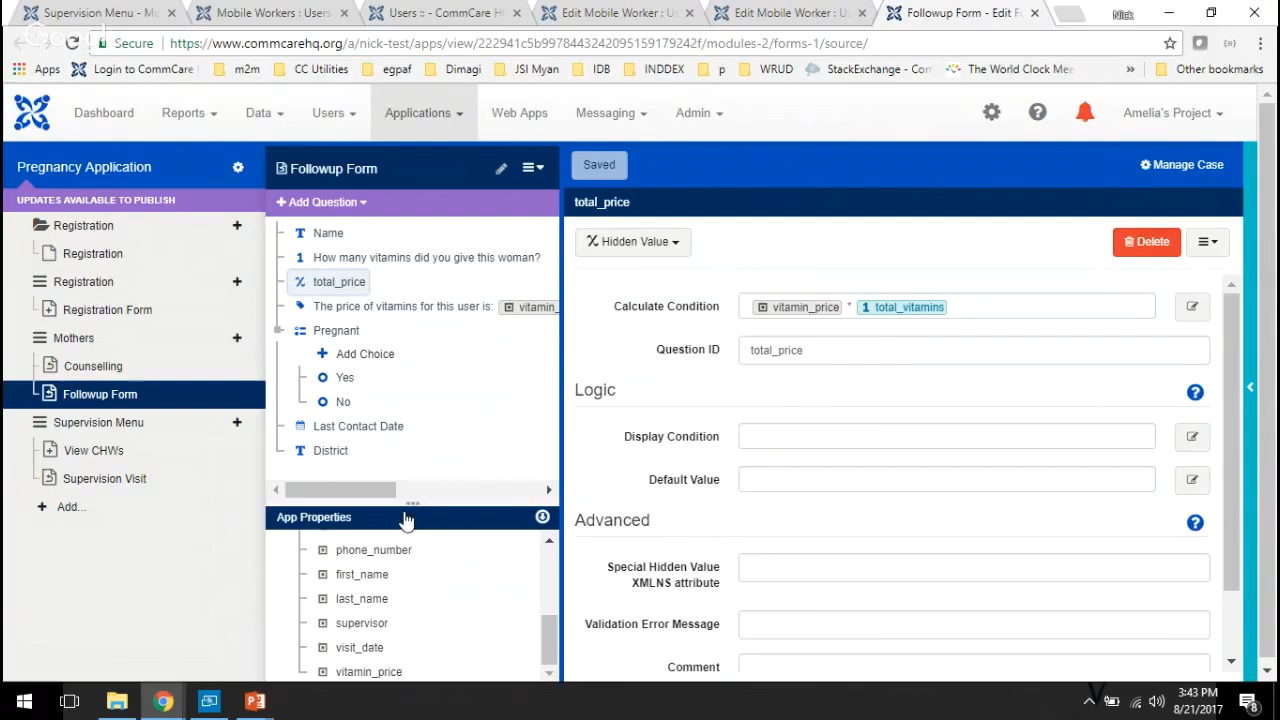 Supervision Menu - Mo
Mobile Workers : Users
Users :: - CommCare H
Edit Mobile Worker : U
Edit Mobile Worker : U
Followup Form - Edit F
Nick
Secure
https://www.commcarehq.org/a/nick-test/apps/view/222941c5b9978443242095159179242f/modules-2/forms-1/source/
Apps
Login to CommCare
m2m
CC Utilities
egpaf
Dimagi
JSI Myan
IDB
INDDEX
p
WRUD
StackExchange - Com
The World Clock Mee
»
Other bookmarks
Dashboard
Reports
Data
Users
Applications
Web Apps
Messaging
Admin
Amelia's Project
Pregnancy Application
UPDATES AVAILABLE TO PUBLISH
Registration
Registration
Registration
Registration Form
Mothers
Counselling
Followup Form
Supervision Menu
View CHWs
Supervision Visit
Add...
Followup Form
Add Question
Name
How many vitamins did you give this woman?
total_price
The price of vitamins for this user is: vitamin_
Pregnant
Add Choice
Yes
No
Last Contact Date
District
App Properties
phone_number
first_name
last_name
supervisor
visit_date
vitamin_price
Saved
Manage Case
total_price
Hidden Value
Delete
Calculate Condition
vitamin_price * 1 total_vitamins
Question ID
total_price
Logic
Display Condition
Default Value
Advanced
Special Hidden Value
XMLNS attribute
Validation Error Message
Comment
3:43 PM
8/21/2017
8